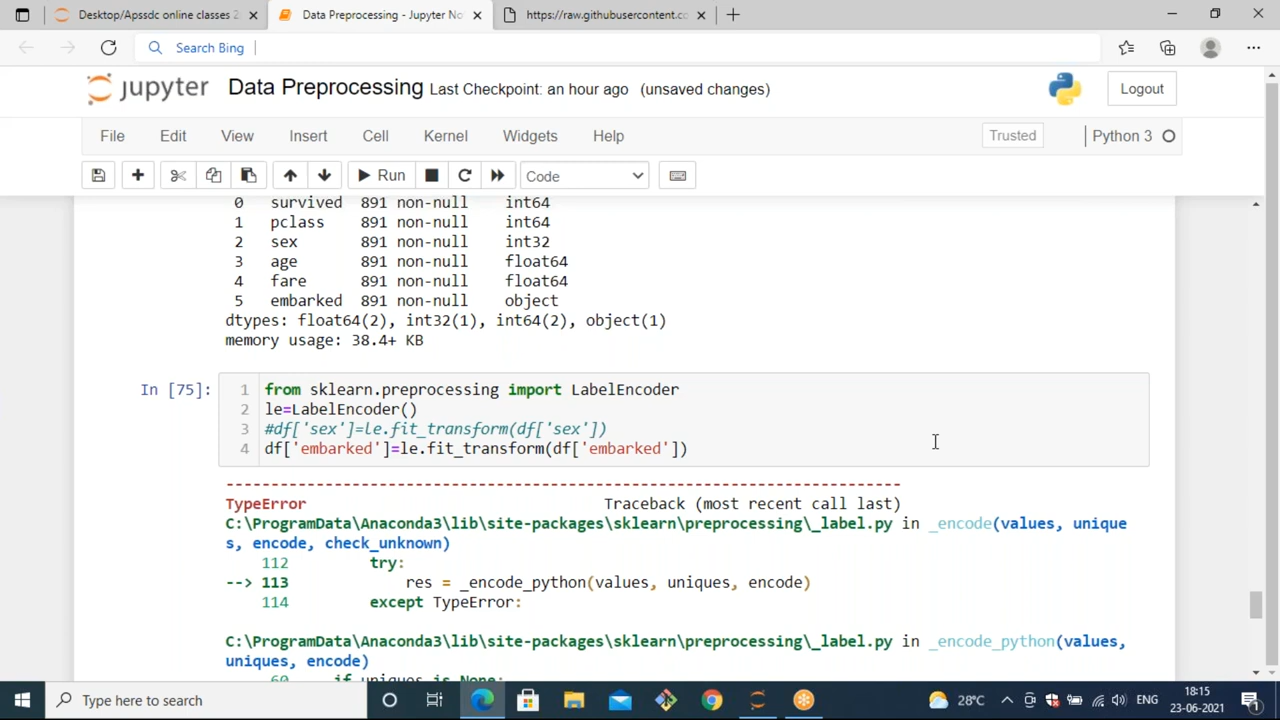 Desktop/Apssdc online classes 2
Data Preprocessing - Jupyter No
https://raw.githubusercontent.co
Search Bing
jupyter Data Preprocessing Last Checkpoint: an hour ago (unsaved changes) Logout
File Edit View Insert Cell Kernel Widgets Help Trusted Python 3
Run Code
0 survived 891 non-null int64
1 pclass 891 non-null int64
2 sex 891 non-null int32
3 age 891 non-null float64
4 fare 891 non-null float64
5 embarked 891 non-null object
dtypes: float64(2), int32(1), int64(2), object(1)
memory usage: 38.4+ KB
In [75]:
1 from sklearn.preprocessing import LabelEncoder
2 le=LabelEncoder()
3 #df['sex']=le.fit_transform(df['sex'])
4 df['embarked']=le.fit_transform(df['embarked'])
---------------------------------------------------------------------------
TypeError Traceback (most recent call last)
C:\ProgramData\Anaconda3\lib\site-packages\sklearn\preprocessing\_label.py in _encode(values, unique
s, encode, check_unknown)
112 try:
--> 113 res = _encode_python(values, uniques, encode)
114 except TypeError:
C:\ProgramData\Anaconda3\lib\site-packages\sklearn\preprocessing\_label.py in _encode_python(values,
uniques, encode)
60 if uniques is None:
Type here to search
28°C
ENG
18:15
23-06-2021
1